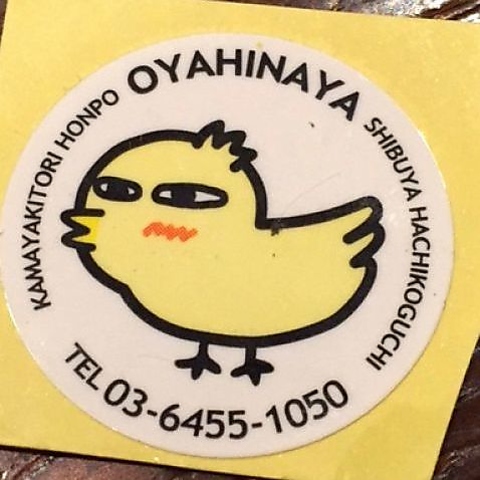 KAMAYAKITORI HONPO
OYAHINAYA
SHIBUYA HACHIKOGUCHI
TEL 03-6455-1050